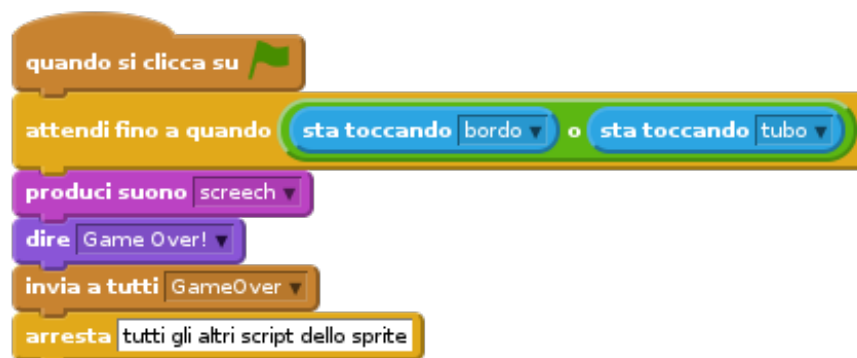 quando si clicca su
attendi fino a quando sta toccando bordo o sta toccando tubo
produci suono screech
dire Game Over!
invia a tutti GameOver
arresta tutti gli altri script dello sprite